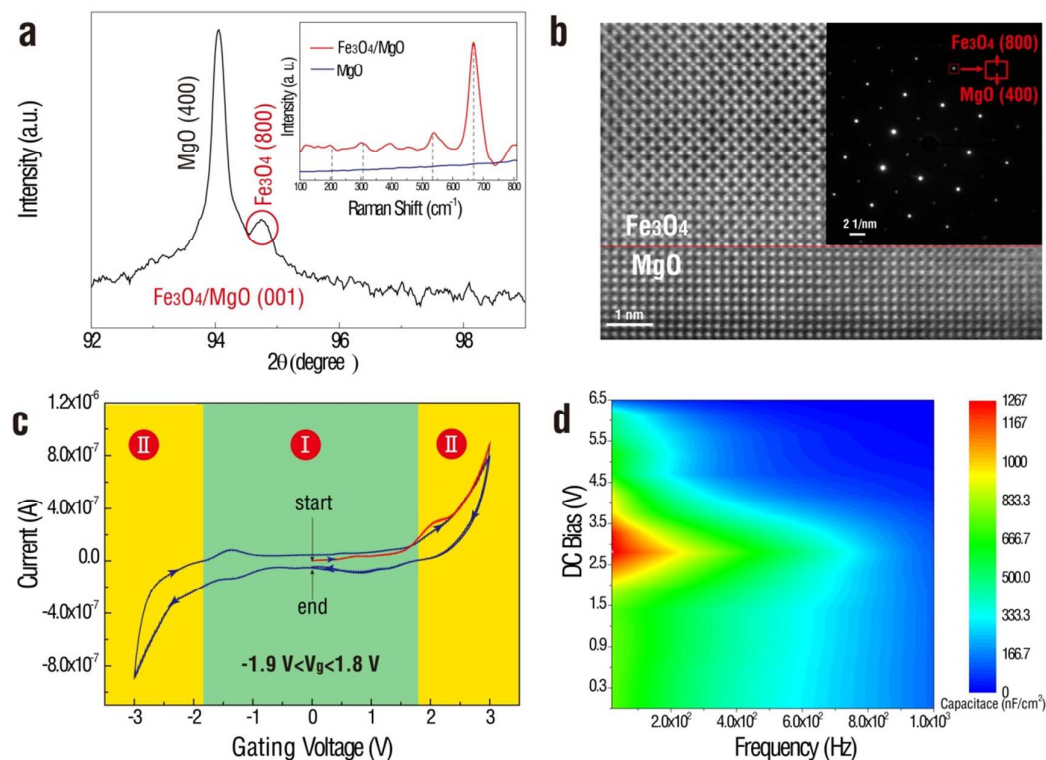 a
Intensity (a.u.)
MgO (400)
Fe₃O₄ (800)
Fe₃O₄/MgO (001)
92
94
96
98
2θ(degree )
Intensity (a. u.)
Fe₃O₄/MgO
MgO
100
200
300
400
500
600
700
800
Raman Shift (cm⁻¹)
b
Fe₃O₄
MgO
1 nm
Fe₃O₄ (800)
MgO (400)
2 1/nm
c
Current (A)
1.2x10⁻⁶
8.0x10⁻⁷
4.0x10⁻⁷
0.0
-4.0x10⁻⁷
-8.0x10⁻⁷
II
I
II
start
end
-1.9 V<Vg<1.8 V
-3
-2
-1
0
1
2
3
Gating Voltage (V)
d
DC Bias (V)
6.5
5.5
4.5
3.5
2.5
1.5
0.9
0.3
2.0x10²
4.0x10²
6.0x10²
8.0x10²
1.0x10³
Frequency (Hz)
1267
1167
1000
833.3
666.7
500.0
333.3
166.7
0
Capacitace (nF/cm²)